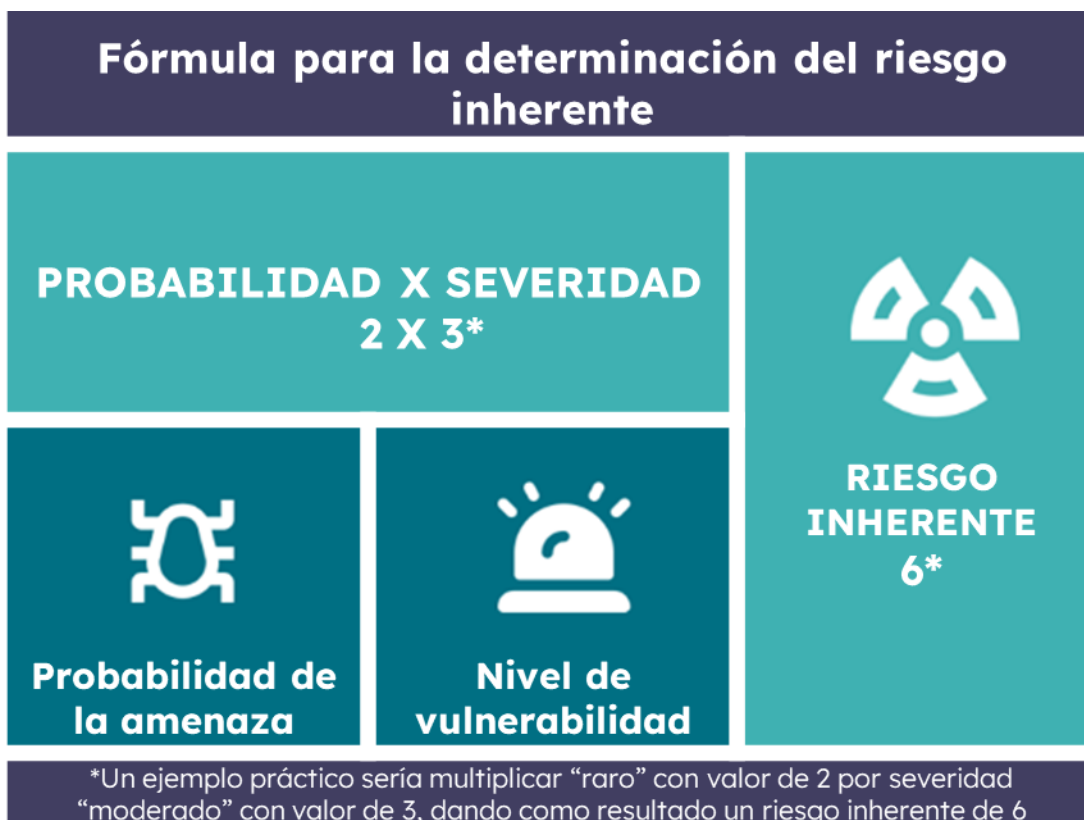 Fórmula para la determinación del riesgo
inherente
PROBABILIDAD X SEVERIDAD
2 X 3*
RIESGO
INHERENTE
6*
Probabilidad de
la amenaza
Nivel de
vulnerabilidad
*Un ejemplo práctico sería multiplicar “raro” con valor de 2 por severidad
“moderado” con valor de 3, dando como resultado un riesgo inherente de 6